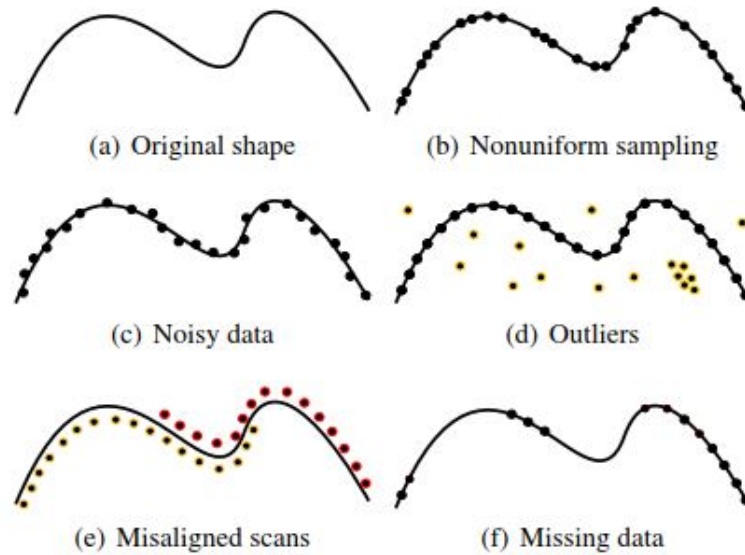 (a) Original shape
(b) Nonuniform sampling
(c) Noisy data
(d) Outliers
(e) Misaligned scans
(f) Missing data